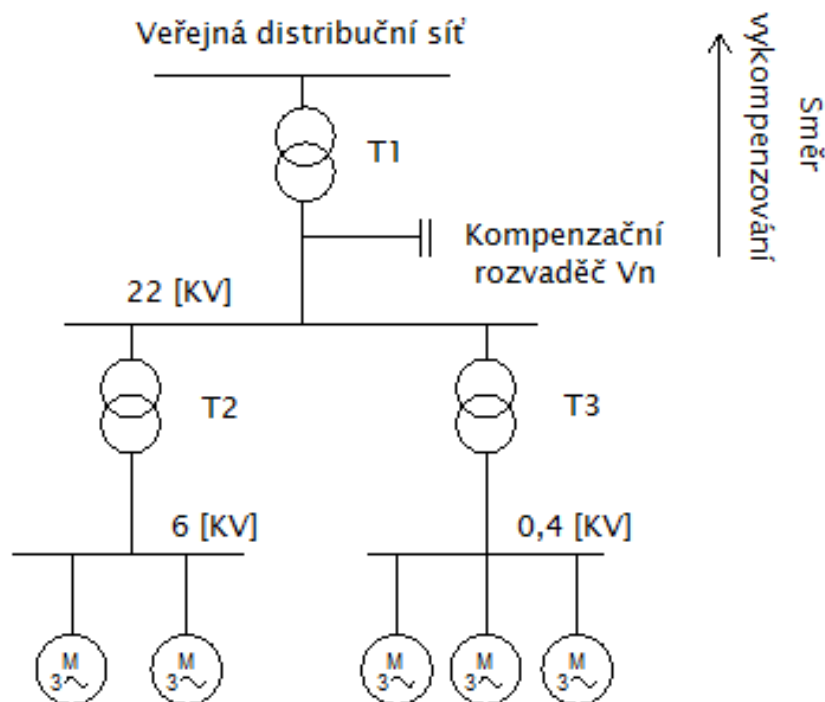 Veřejná distribuční síť
Směr
vykompenzování
T1
Kompenzační
rozvaděč Vn
22 [KV]
T2
T3
6 [KV]
0,4 [KV]
M
3
M
3
M
3
M
3
M
3